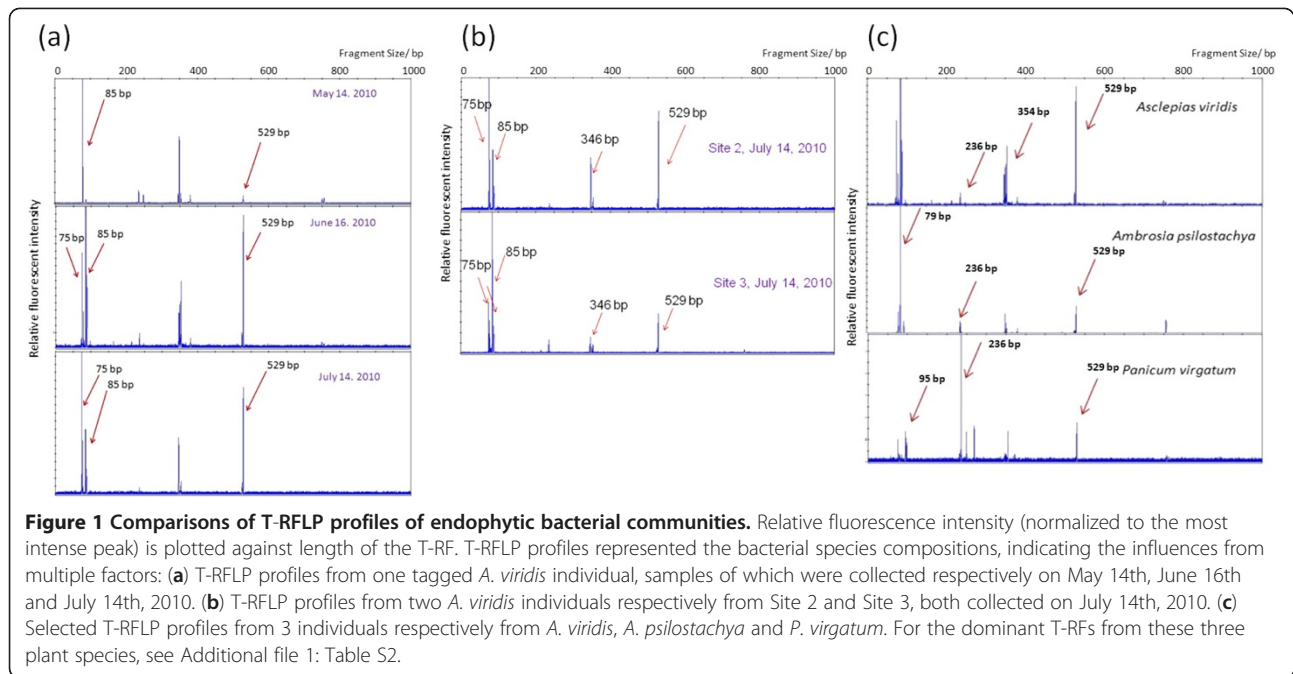 (a)
Fragment Size/ bp
0 200 400 600 800 1000
May 14. 2010
85 bp
529 bp
June 16. 2010
75 bp
85 bp
529 bp
July 14. 2010
75 bp
85 bp
529 bp
Relative fluorescent intensity
(b)
Fragment Size/ bp
0 200 400 600 800 1000
75 bp
85 bp
346 bp
529 bp
Site 2, July 14, 2010
75 bp
85 bp
346 bp
529 bp
Site 3, July 14, 2010
Relative fluorescent intensity
(c)
Fragment Size/ bp
0 200 400 600 800 1000
529 bp
354 bp
236 bp
Asclepias viridis
79 bp
Ambrosia psilostachya
236 bp
529 bp
236 bp
95 bp
529 bp
Panicum virgatum
Relative fluorescent intensity
Figure 1 Comparisons of T-RFLP profiles of endophytic bacterial communities. Relative fluorescence intensity (normalized to the most
intense peak) is plotted against length of the T-RF. T-RFLP profiles represented the bacterial species compositions, indicating the influences from
multiple factors: (a) T-RFLP profiles from one tagged A. viridis individual, samples of which were collected respectively on May 14th, June 16th
and July 14th, 2010. (b) T-RFLP profiles from two A. viridis individuals respectively from Site 2 and Site 3, both collected on July 14th, 2010. (c)
Selected T-RFLP profiles from 3 individuals respectively from A. viridis, A. psilostachya and P. virgatum. For the dominant T-RFs from these three
plant species, see Additional file 1: Table S2.